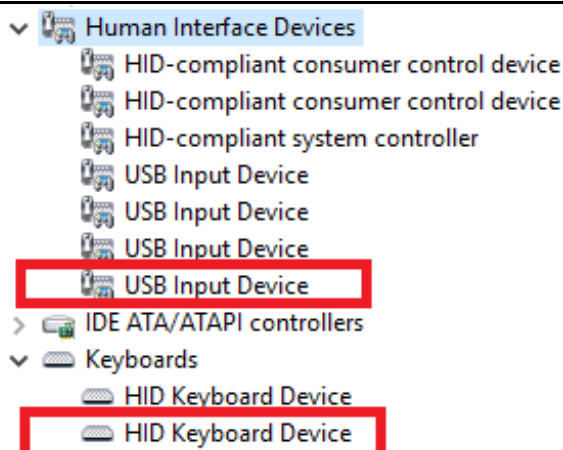 Human Interface Devices
HID-compliant consumer control device
HID-compliant consumer control device
HID-compliant system controller
USB Input Device
USB Input Device
USB Input Device
USB Input Device
IDE ATA/ATAPI controllers
Keyboards
HID Keyboard Device
HID Keyboard Device